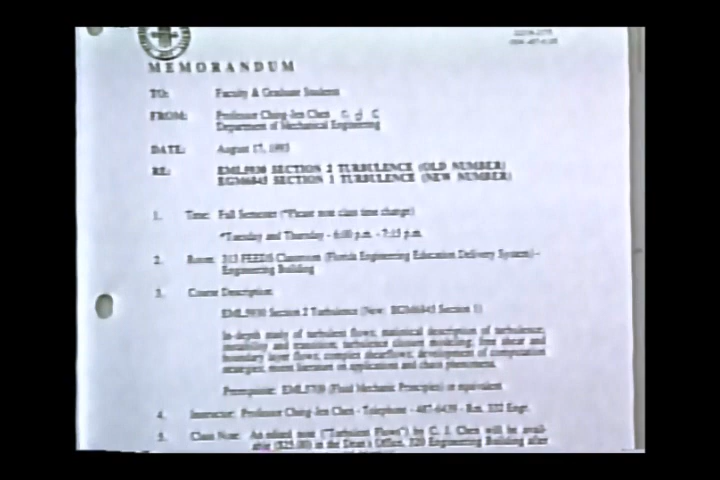 MEMORANDUM
TO: Faculty & Graduate Students
FROM: Professor Ching-Jen Chen
Department of Mechanical Engineering
DATE: August 17, 1993
RE: EML5930 SECTION 2 TURBULENCE (OLD NUMBER)
EGM6845 SECTION 1 TURBULENCE (NEW NUMBER)
1. Time: Fall Semester (*Please note class time change)
*Tuesday and Thursday - 6:00 p.m. - 7:15 p.m.
2. Room: 313 FEEDS Classroom (Florida Engineering Education Delivery System) -
Engineering Building
3. Course Description:
EML5930 Section 2 Turbulence (New: EGM6845 Section 1)
In-depth study of turbulent flows; statistical description of turbulence;
instability and transition; turbulence closure modeling; free shear and
boundary layer flows; complex shearflows; development of computation
strategies; recent literature on application and chaos phenomena.
Prerequisite: EML5709 (Fluid Mechanic Principles) or equivalent
4. Instructor: Professor Ching-Jen Chen - Telephone - 487-6439 - Rm. 332 Engr.
5. Class Note: An edited note ("Turbulent Flows") by C. J. Chen will be avail-
able ($25.00) in the Dean's Office, 320 Engineering Building after